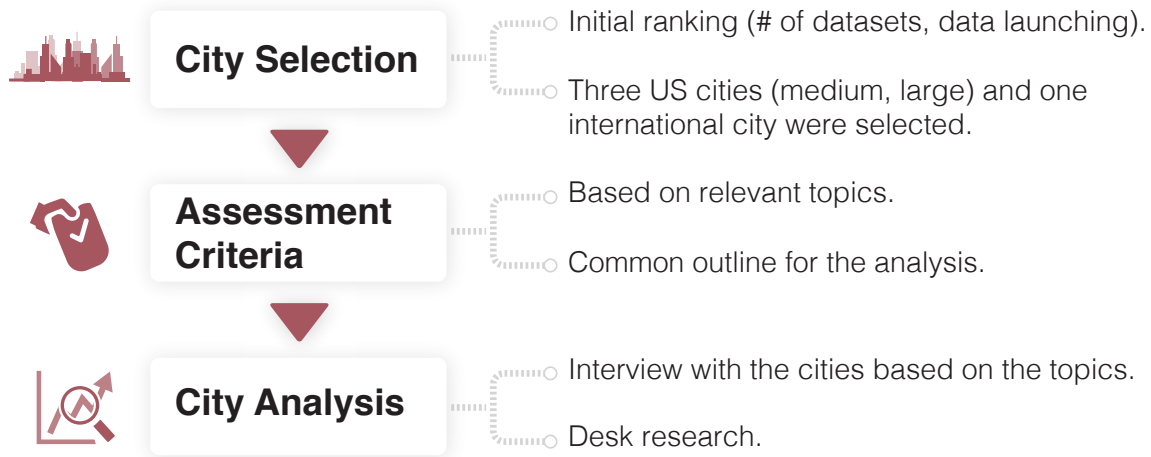 City Selection
Initial ranking (# of datasets, data launching).
Three US cities (medium, large) and one
international city were selected.
Assessment
Criteria
Based on relevant topics.
Common outline for the analysis.
City Analysis
Interview with the cities based on the topics.
Desk research.